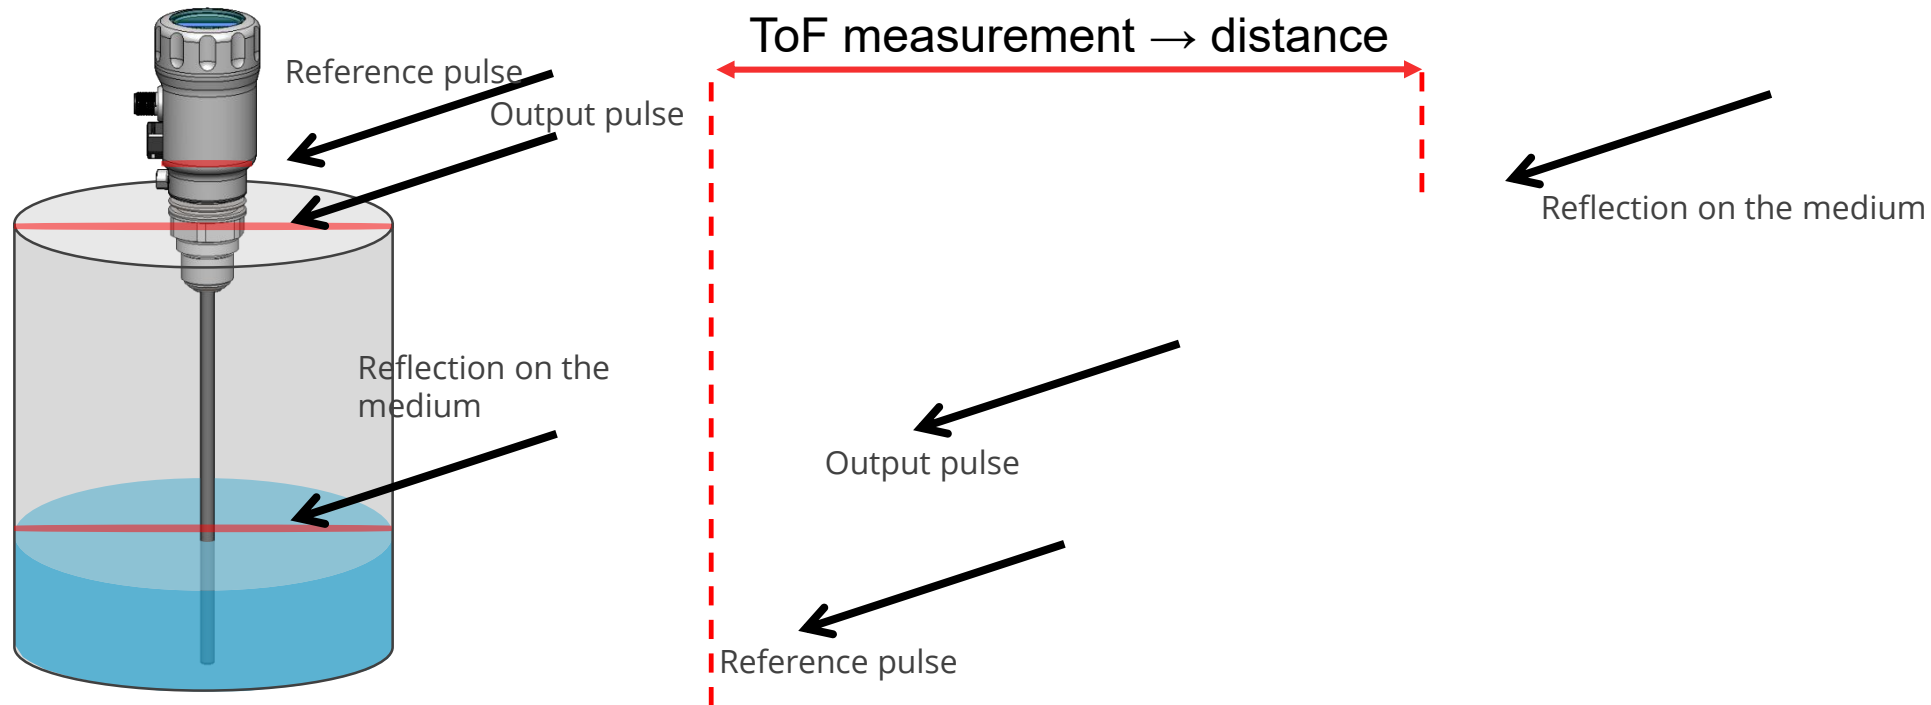 ToF measurement → distance
Reference pulse
Output pulse
Reflection on the medium
Reflection on the
medium
Output pulse
Reference pulse